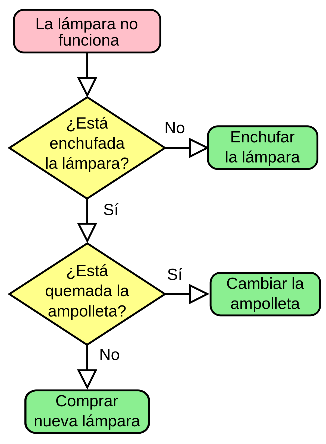 La lámpara no
funciona
¿Está
enchufada
la lámpara?
No
Enchufar
la lámpara
Sí
¿Está
quemada la
ampolleta?
Sí
Cambiar la
ampolleta
No
Comprar
nueva lámpara